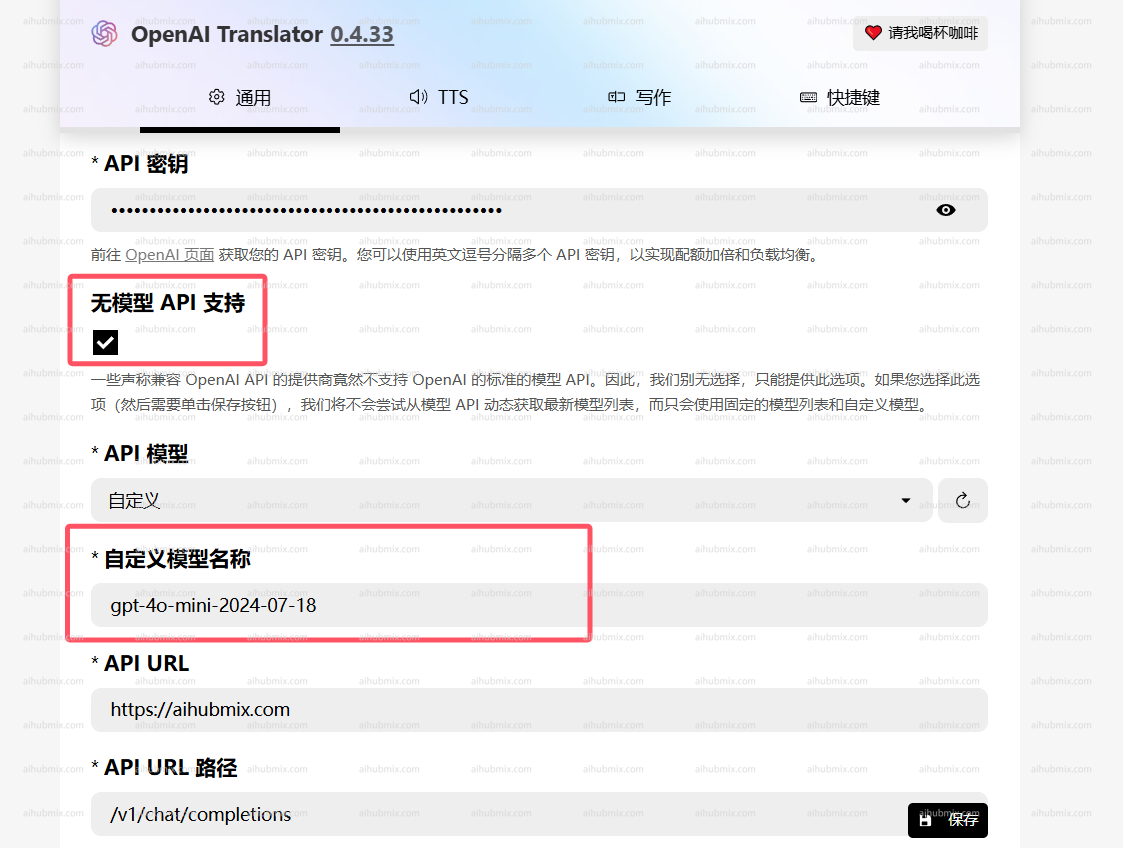 OpenAI Translator 0.4.33
请我喝杯咖啡
通用
TTS
写作
快捷键
* API 密钥
••••••••••••••••••••••••••••••••••••••••••••••••••
前往 OpenAI 页面 获取您的 API 密钥。您可以使用英文逗号分隔多个 API 密钥，以实现配额加倍和负载均衡。
无模型 API 支持
一些声称兼容 OpenAI API 的提供商竟然不支持 OpenAI 的标准的模型 API。因此，我们别无选择，只能提供此选项。如果您选择此选
项（然后需要单击保存按钮），我们将不会尝试从模型 API 动态获取最新模型列表，而只会使用固定的模型列表和自定义模型。
* API 模型
自定义
* 自定义模型名称
gpt-4o-mini-2024-07-18
* API URL
https://aihubmix.com
* API URL 路径
/v1/chat/completions
保存
aihubmix.com